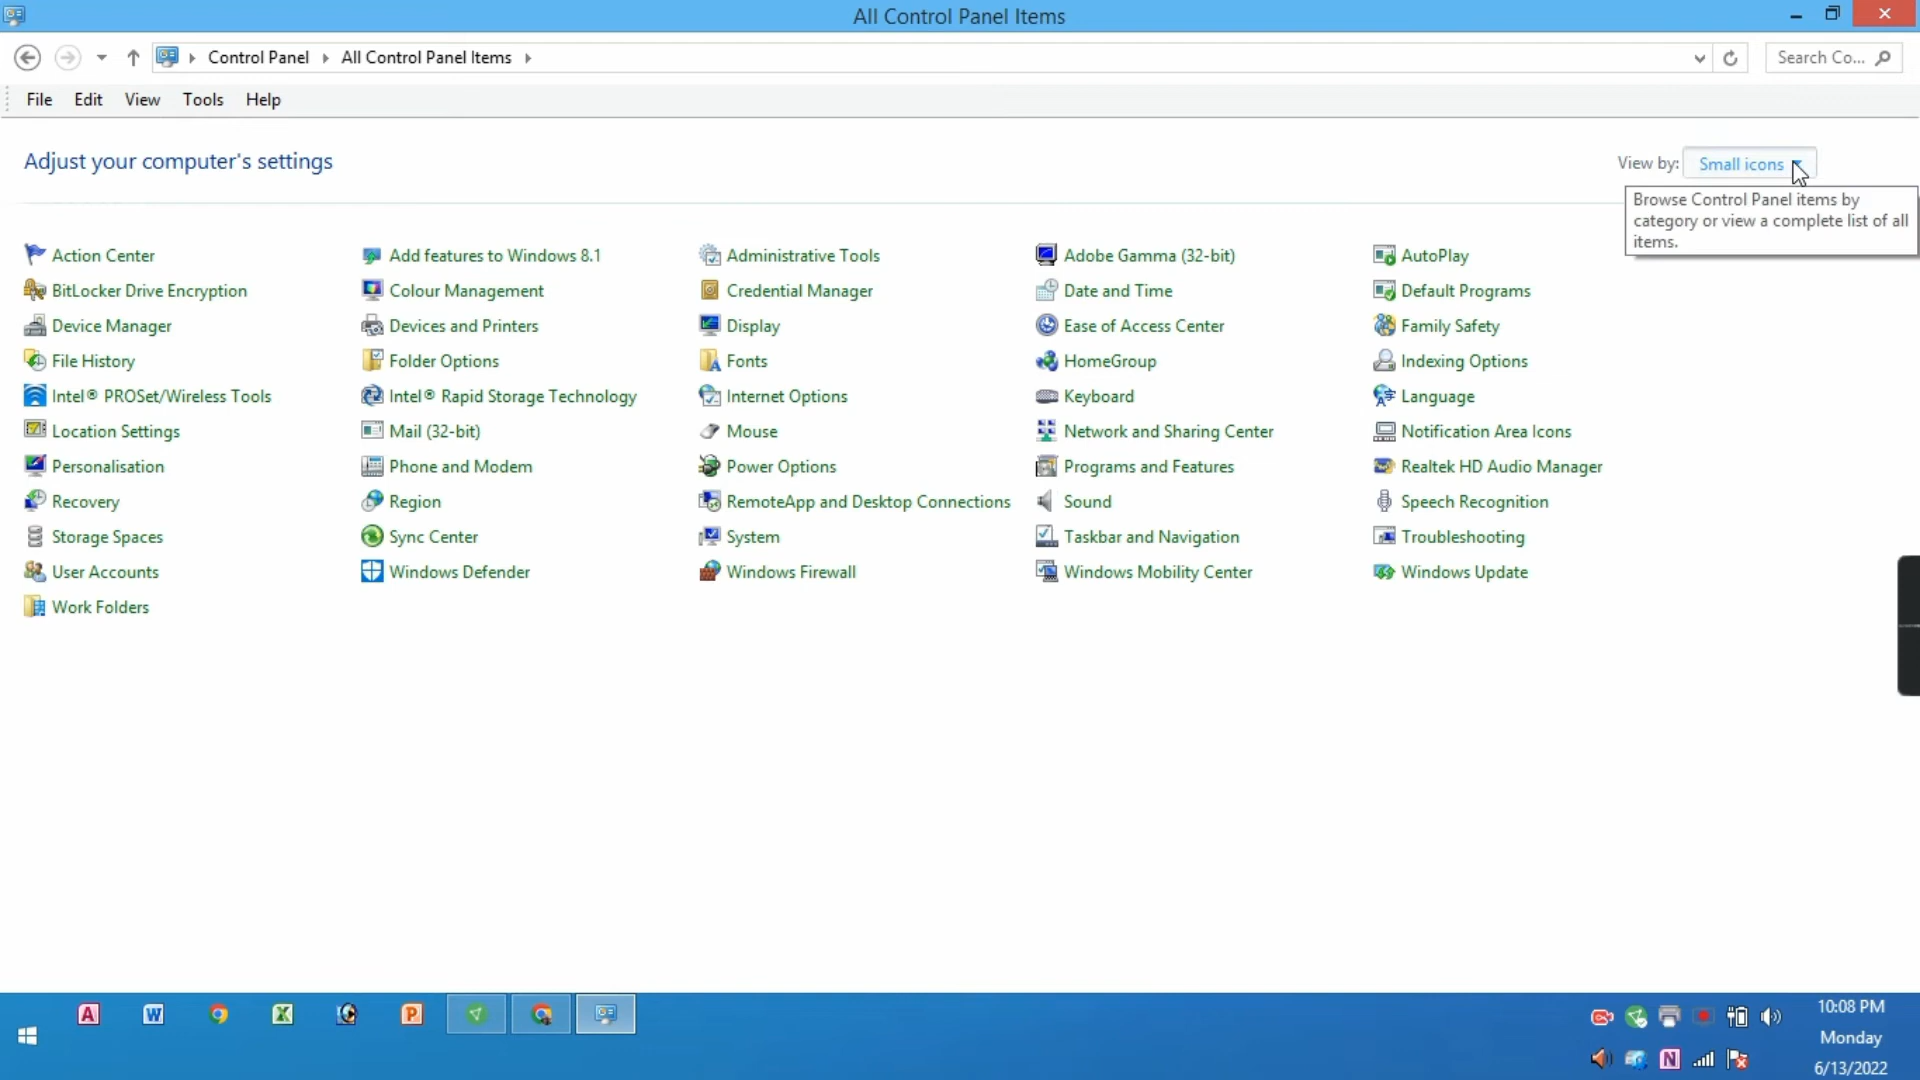 All Control Panel Items
Control Panel All Control Panel Items
Search Co...
File Edit View Tools Help
Adjust your computer's settings
View by: Small icons
Browse Control Panel items by
category or view a complete list of all
items.
Action Center Add features to Windows 8.1 Administrative Tools Adobe Gamma (32-bit) AutoPlay
BitLocker Drive Encryption Colour Management Credential Manager Date and Time Default Programs
Device Manager Devices and Printers Display Ease of Access Center Family Safety
File History Folder Options Fonts HomeGroup Indexing Options
Intel® PROSet/Wireless Tools Intel® Rapid Storage Technology Internet Options Keyboard Language
Location Settings Mail (32-bit) Mouse Network and Sharing Center Notification Area Icons
Personalisation Phone and Modem Power Options Programs and Features Realtek HD Audio Manager
Recovery Region RemoteApp and Desktop Connections Sound Speech Recognition
Storage Spaces Sync Center System Taskbar and Navigation Troubleshooting
User Accounts Windows Defender Windows Firewall Windows Mobility Center Windows Update
Work Folders
10:08 PM
Monday
6/13/2022